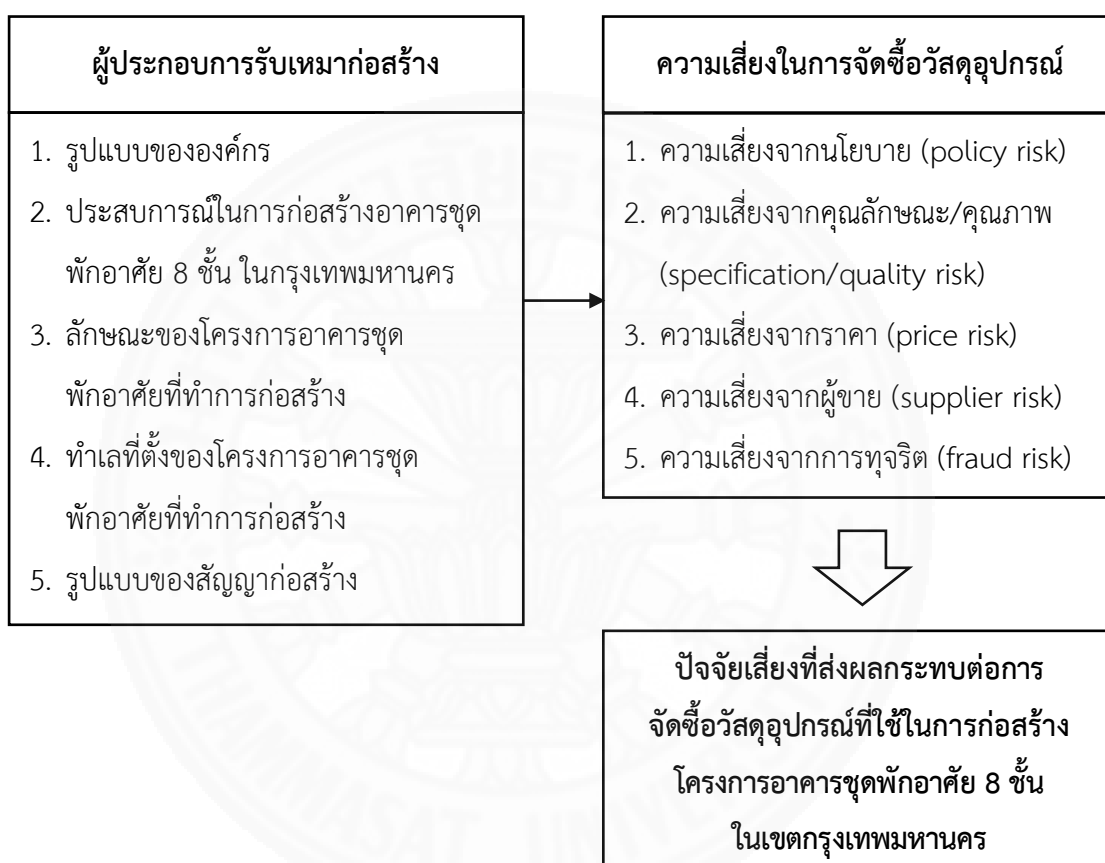 ผู้ประกอบการรับเหมาก่อสร้าง
1. รูปแบบขององค์กร
2. ประสบการณ์ในการก่อสร้างอาคารชุด
พักอาศัย 8 ชั้น ในกรุงเทพมหานคร
3. ลักษณะของโครงการอาคารชุด
พักอาศัยที่ทำการก่อสร้าง
4. ทำเลที่ตั้งของโครงการอาคารชุด
พักอาศัยที่ทำการก่อสร้าง
5. รูปแบบของสัญญาก่อสร้าง
ความเสี่ยงในการจัดซื้อวัสดุอุปกรณ์
1. ความเสี่ยงจากนโยบาย (policy risk)
2. ความเสี่ยงจากคุณลักษณะ/คุณภาพ
(specification/quality risk)
3. ความเสี่ยงจากราคา (price risk)
4. ความเสี่ยงจากผู้ขาย (supplier risk)
5. ความเสี่ยงจากการทุจริต (fraud risk)
ปัจจัยเสี่ยงที่ส่งผลกระทบต่อการ
จัดซื้อวัสดุอุปกรณ์ที่ใช้ในการก่อสร้าง
โครงการอาคารชุดพักอาศัย 8 ชั้น
ในเขตกรุงเทพมหานคร